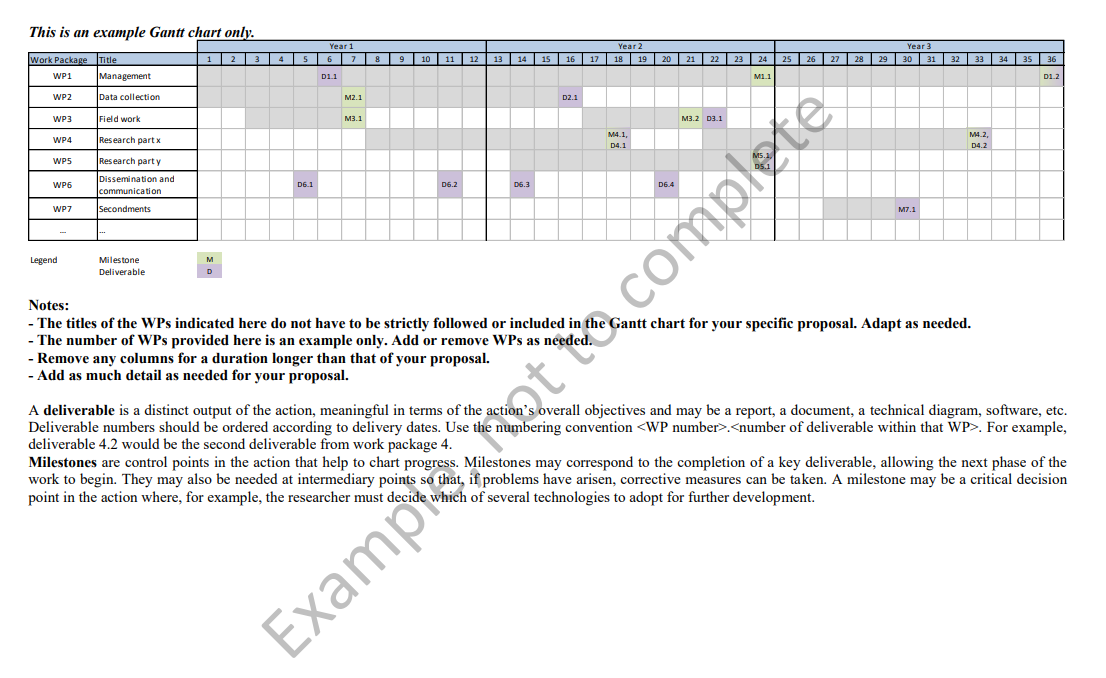 This is an example Gantt chart only.
Year 1 Year 2 Year 3
Work Package Title 1 2 3 4 5 6 7 8 9 10 11 12 13 14 15 16 17 18 19 20 21 22 23 24 25 26 27 28 29 30 31 32 33 34 35 36
WP1 Management D1.1 M1.1 D1.2
WP2 Data collection M2.1 D2.1
WP3 Field work M3.1 M3.2 D3.1
WP4 Research part x M4.1, D4.1 M4.2, D4.2
WP5 Research part y M5.1, D5.1
WP6 Dissemination and communication D6.1 D6.2 D6.3 D6.4
WP7 Secondments M7.1
... ...
Legend Milestone M
Deliverable D
Notes:
- The titles of the WPs indicated here do not have to be strictly followed or included in the Gantt chart for your specific proposal. Adapt as needed.
- The number of WPs provided here is an example only. Add or remove WPs as needed.
- Remove any columns for a duration longer than that of your proposal.
- Add as much detail as needed for your proposal.
A deliverable is a distinct output of the action, meaningful in terms of the action's overall objectives and may be a report, a document, a technical diagram, software, etc.
Deliverable numbers should be ordered according to delivery dates. Use the numbering convention <WP number>.<number of deliverable within that WP>. For example,
deliverable 4.2 would be the second deliverable from work package 4.
Milestones are control points in the action that help to chart progress. Milestones may correspond to the completion of a key deliverable, allowing the next phase of the
work to begin. They may also be needed at intermediary points so that, if problems have arisen, corrective measures can be taken. A milestone may be a critical decision
point in the action where, for example, the researcher must decide which of several technologies to adopt for further development.
Example, not to complete